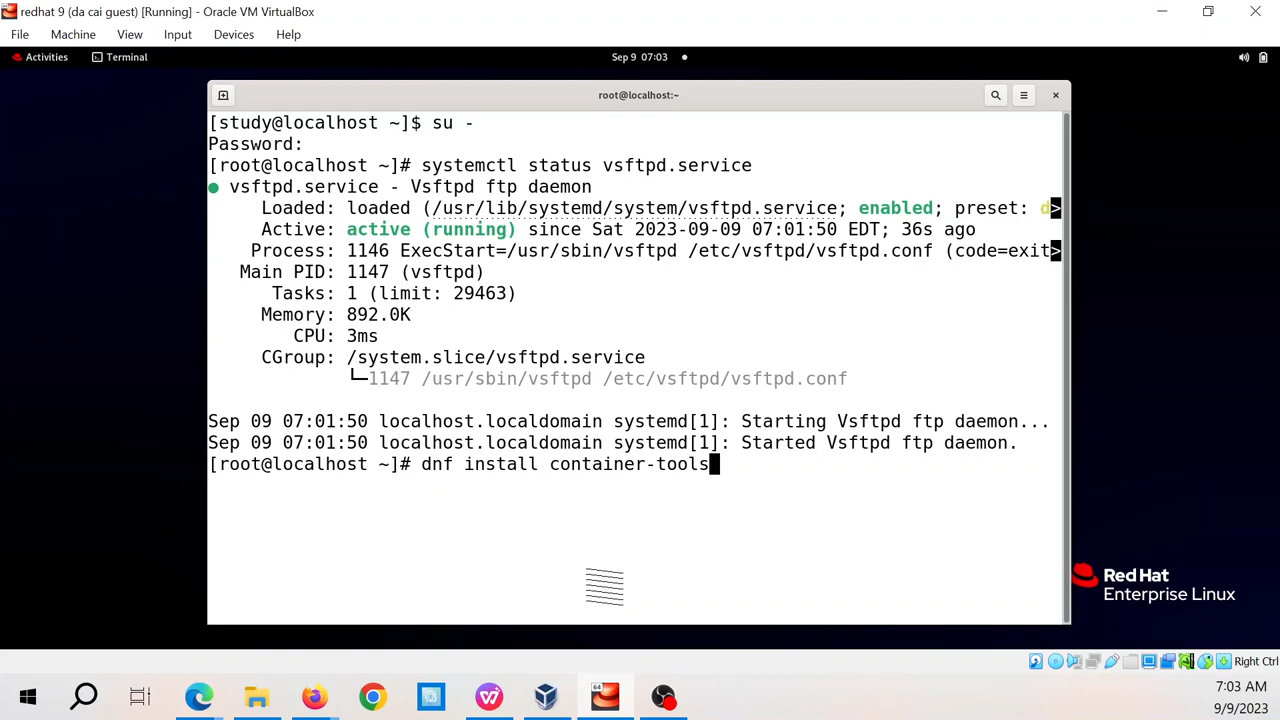 redhat 9 (da cai guest) [Running] - Oracle VM VirtualBox
File Machine View Input Devices Help
Activities Terminal Sep 9 07:03
root@localhost:~
[study@localhost ~]$ su -
Password:
[root@localhost ~]# systemctl status vsftpd.service
● vsftpd.service - Vsftpd ftp daemon
Loaded: loaded (/usr/lib/systemd/system/vsftpd.service; enabled; preset: d>
Active: active (running) since Sat 2023-09-09 07:01:50 EDT; 36s ago
Process: 1146 ExecStart=/usr/sbin/vsftpd /etc/vsftpd/vsftpd.conf (code=exit>
Main PID: 1147 (vsftpd)
Tasks: 1 (limit: 29463)
Memory: 892.0K
CPU: 3ms
CGroup: /system.slice/vsftpd.service
└─1147 /usr/sbin/vsftpd /etc/vsftpd/vsftpd.conf
Sep 09 07:01:50 localhost.localdomain systemd[1]: Starting Vsftpd ftp daemon...
Sep 09 07:01:50 localhost.localdomain systemd[1]: Started Vsftpd ftp daemon.
[root@localhost ~]# dnf install container-tools
Red Hat
Enterprise Linux
Right Ctrl
64
7:03 AM
9/9/2023